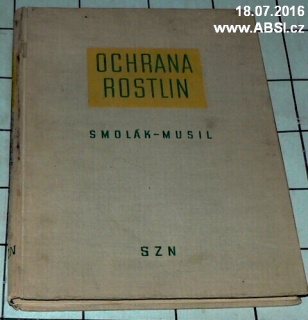 18.07.2016
www.ABSI.cz
OCHRANA
ROSTLIN
SMOLÁK-MUSIL
SZN